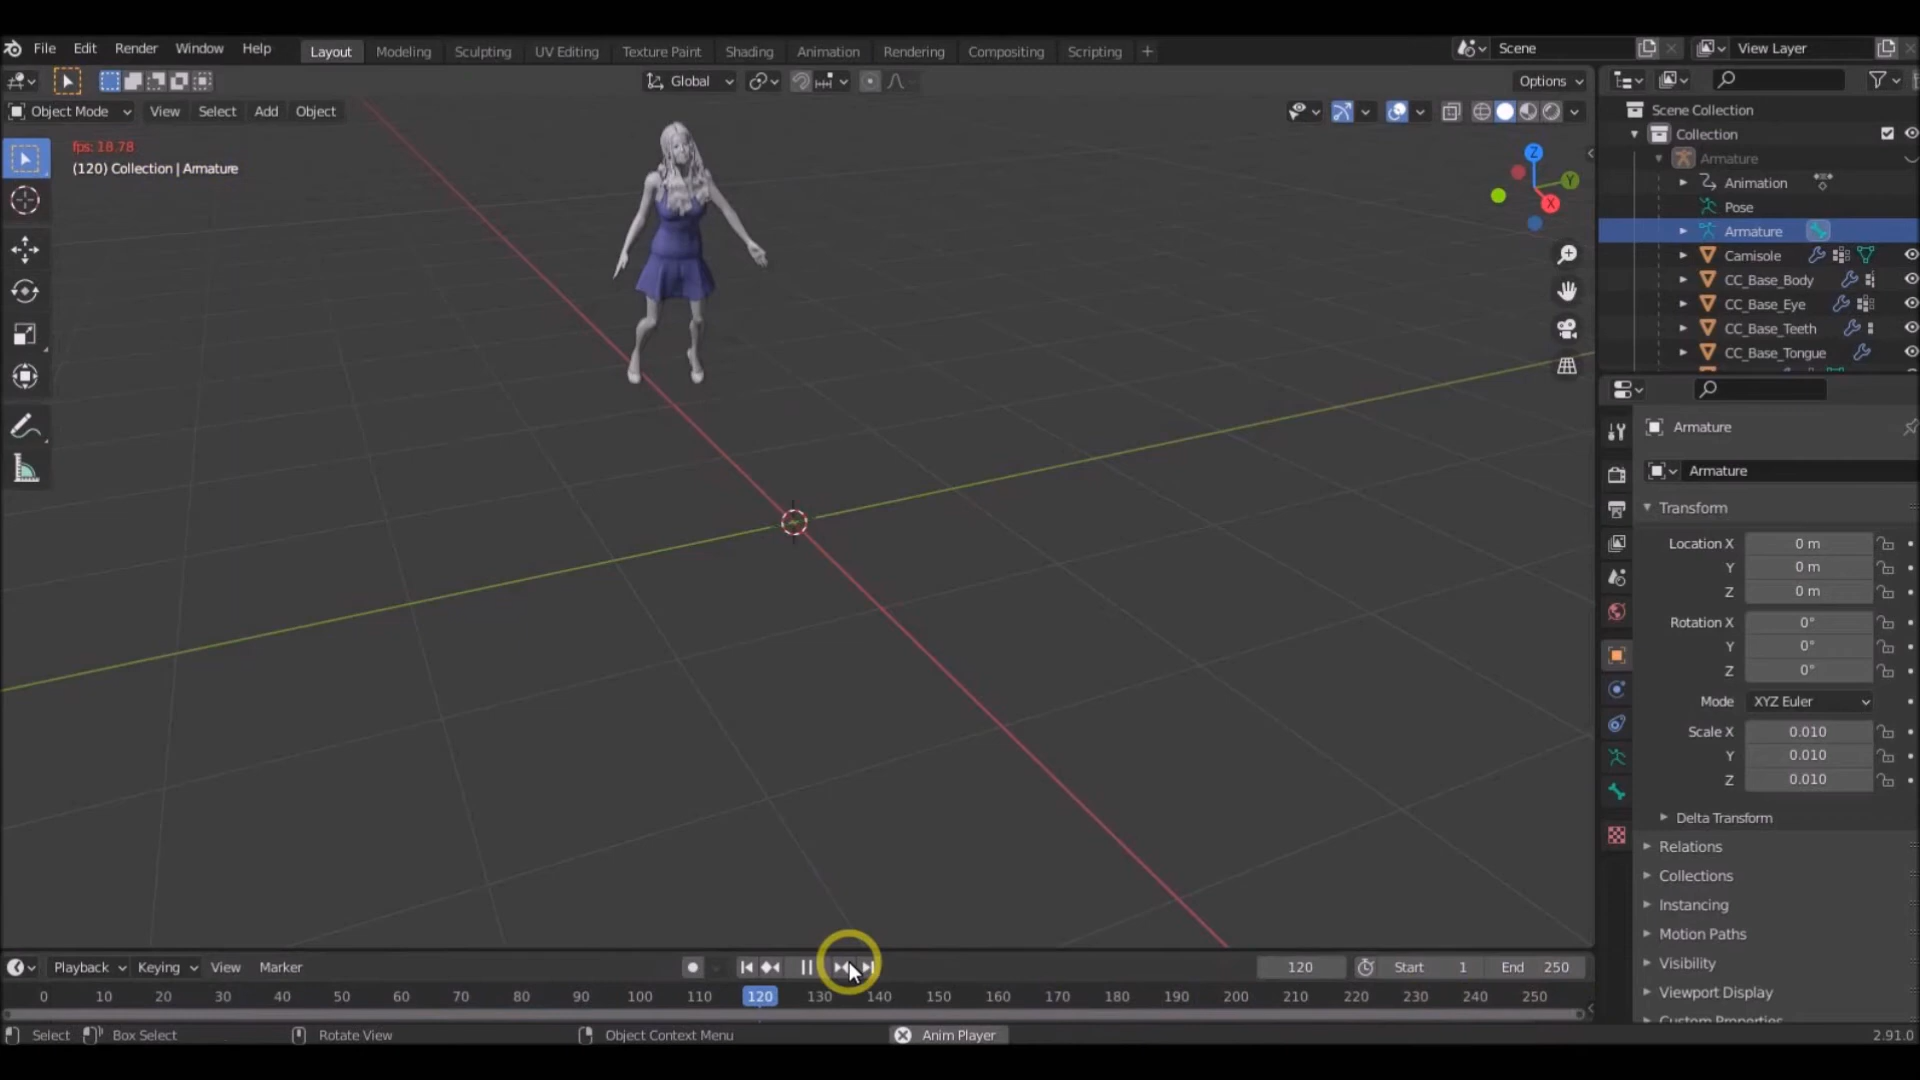 File Edit Render Window Help Layout Modeling Sculpting UV Editing Texture Paint Shading Animation Rendering Compositing Scripting + Scene View Layer
Global Options
Object Mode View Select Add Object
fps: 18.78
(120) Collection | Armature
Z
Y
X
Scene Collection
Collection
Armature
Animation
Pose
Armature
Camisole
CC_Base_Body
CC_Base_Eye
CC_Base_Teeth
CC_Base_Tongue
Armature
Armature
Transform
Location X 0 m
Y 0 m
Z 0 m
Rotation X 0°
Y 0°
Z 0°
Mode XYZ Euler
Scale X 0.010
Y 0.010
Z 0.010
Delta Transform
Relations
Collections
Instancing
Motion Paths
Visibility
Viewport Display
Custom Properties
Playback Keying View Marker 120 Start 1 End 250
0 10 20 30 40 50 60 70 80 90 100 110 120 130 140 150 160 170 180 190 200 210 220 230 240 250
Select Box Select Rotate View Object Context Menu Anim Player 2.91.0